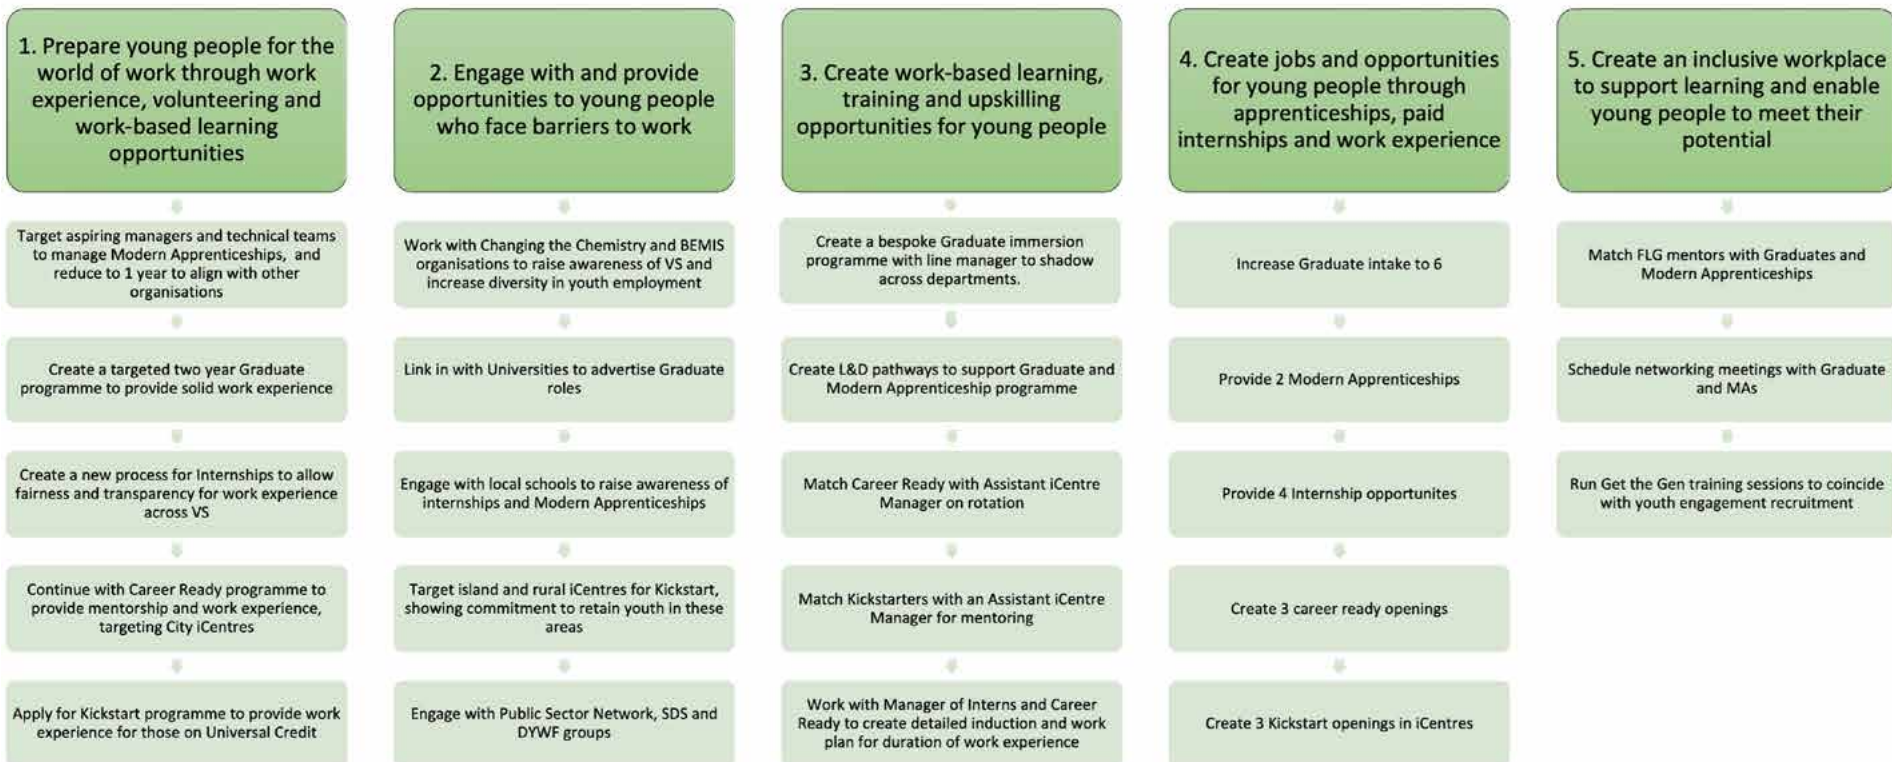 1. Prepare young people for the
world of work through work
experience, volunteering and
work-based learning
opportunities
Target aspiring managers and technical teams
to manage Modern Apprenticeships, and
reduce to 1 year to align with other
organisations
Create a targeted two year Graduate
programme to provide solid work experience
Create a new process for Internships to allow
fairness and transparency for work experience
across VS
Continue with Career Ready programme to
provide mentorship and work experience,
targeting City iCentres
Apply for Kickstart programme to provide work
experience for those on Universal Credit
2. Engage with and provide
opportunities to young people
who face barriers to work
Work with Changing the Chemistry and BEMIS
organisations to raise awareness of VS and
increase diversity in youth employment
Link in with Universities to advertise Graduate
roles
Engage with local schools to raise awareness of
internships and Modern Apprenticeships
Target island and rural iCentres for Kickstart,
showing commitment to retain youth in these
areas
Engage with Public Sector Network, SDS and
DYWF groups
3. Create work-based learning,
training and upskilling
opportunities for young people
Create a bespoke Graduate immersion
programme with line manager to shadow
across departments.
Create L&D pathways to support Graduate and
Modern Apprenticeship programme
Match Career Ready with Assistant iCentre
Manager on rotation
Match Kickstarters with an Assistant iCentre
Manager for mentoring
Work with Manager of Interns and Career
Ready to create detailed induction and work
plan for duration of work experience
4. Create jobs and opportunities
for young people through
apprenticeships, paid
internships and work experience
Increase Graduate intake to 6
Provide 2 Modern Apprenticeships
Provide 4 Internship opportunites
Create 3 career ready openings
Create 3 Kickstart openings in iCentres
5. Create an inclusive workplace
to support learning and enable
young people to meet their
potential
Match FLG mentors with Graduates and
Modern Apprenticeships
Schedule networking meetings with Graduate
and MAs
Run Get the Gen training sessions to coincide
with youth engagement recruitment